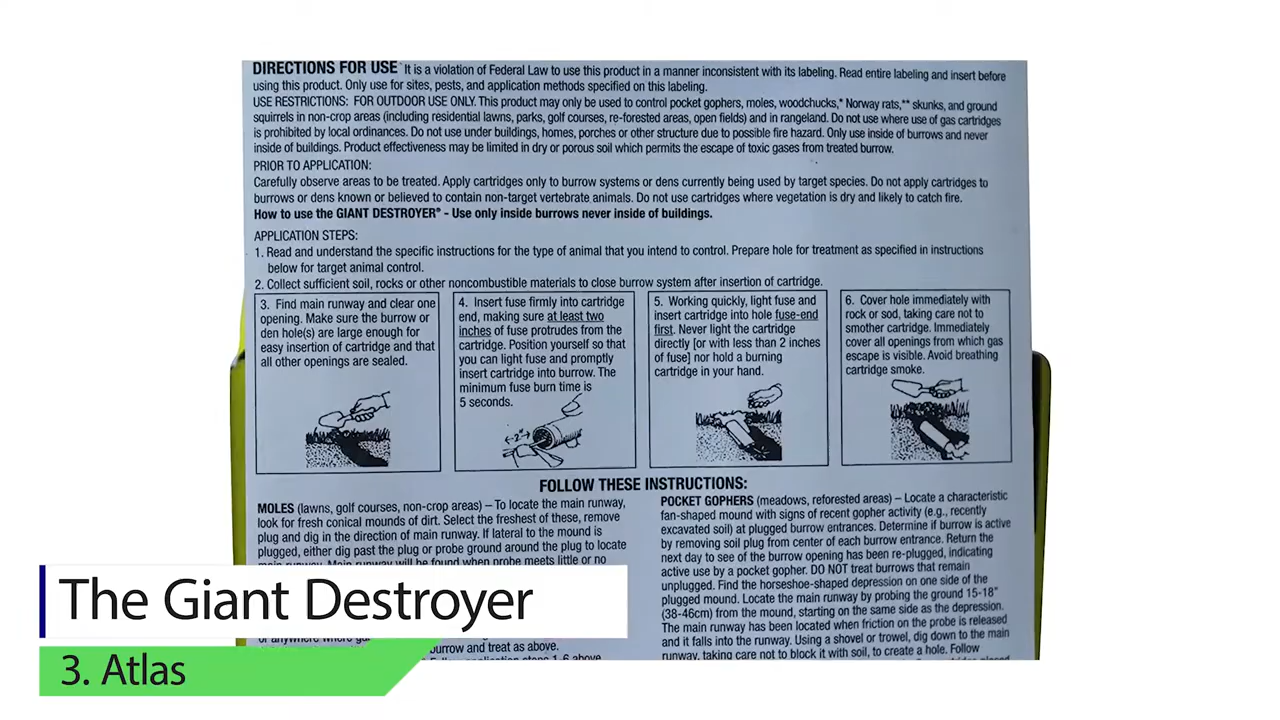 DIRECTIONS FOR USE It is a violation of Federal Law to use this product in a manner inconsistent with its labeling. Read entire labeling and insert before
using this product. Only use for sites, pests, and application methods specified on this labeling.
USE RESTRICTIONS: FOR OUTDOOR USE ONLY. This product may only be used to control pocket gophers, moles, woodchucks,* Norway rats,** skunks, and ground
squirrels in non-crop areas (including residential lawns, parks, golf courses, re-forested areas, open fields) and in rangeland. Do not use where use of gas cartridges
is prohibited by local ordinances. Do not use under buildings, homes, porches or other structure due to possible fire hazard. Only use inside of burrows and never
inside of buildings. Product effectiveness may be limited in dry or porous soil which permits the escape of toxic gases from treated burrow.
PRIOR TO APPLICATION:
Carefully observe areas to be treated. Apply cartridges only to burrow systems or dens currently being used by target species. Do not apply cartridges to
burrows or dens known or believed to contain non-target vertebrate animals. Do not use cartridges where vegetation is dry and likely to catch fire.
How to use the GIANT DESTROYER® - Use only inside burrows never inside of buildings.
APPLICATION STEPS:
1. Read and understand the specific instructions for the type of animal that you intend to control. Prepare hole for treatment as specified in instructions
below for target animal control.
2. Collect sufficient soil, rocks or other noncombustible materials to close burrow system after insertion of cartridge.
3. Find main runway and clear one
opening. Make sure the burrow or
den hole(s) are large enough for
easy insertion of cartridge and that
all other openings are sealed.
4. Insert fuse firmly into cartridge
end, making sure at least two
inches of fuse protrudes from the
cartridge. Position yourself so that
you can light fuse and promptly
insert cartridge into burrow. The
minimum fuse burn time is
5 seconds.
2"
5. Working quickly, light fuse and
insert cartridge into hole fuse-end
first. Never light the cartridge
directly [or with less than 2 inches
of fuse] nor hold a burning
cartridge in your hand.
6. Cover hole immediately with
rock or sod, taking care not to
smother cartridge. Immediately
cover all openings from which gas
escape is visible. Avoid breathing
cartridge smoke.
FOLLOW THESE INSTRUCTIONS:
MOLES (lawns, golf courses, non-crop areas) – To locate the main runway,
look for fresh conical mounds of dirt. Select the freshest of these, remove
plug and dig in the direction of main runway. If lateral to the mound is
plugged, either dig past the plug or probe ground around the plug to locate
main runway. Main runway will be found when probe meets little or no
or anywhere where
burrow and treat as above.
application steps 1-6 above
POCKET GOPHERS (meadows, reforested areas) – Locate a characteristic
fan-shaped mound with signs of recent gopher activity (e.g., recently
excavated soil) at plugged burrow entrances. Determine if burrow is active
by removing soil plug from center of each burrow entrance. Return the
next day to see of the burrow opening has been re-plugged, indicating
active use by a pocket gopher. DO NOT treat burrows that remain
unplugged. Find the horseshoe-shaped depression on one side of the
plugged mound. Locate the main runway by probing the ground 15-18"
(38-46cm) from the mound, starting on the same side as the depression.
The main runway has been located when friction on the probe is released
and it falls into the runway. Using a shovel or trowel, dig down to the main
runway, taking care not to block it with soil, to create a hole. Follow
The Giant Destroyer
3. Atlas